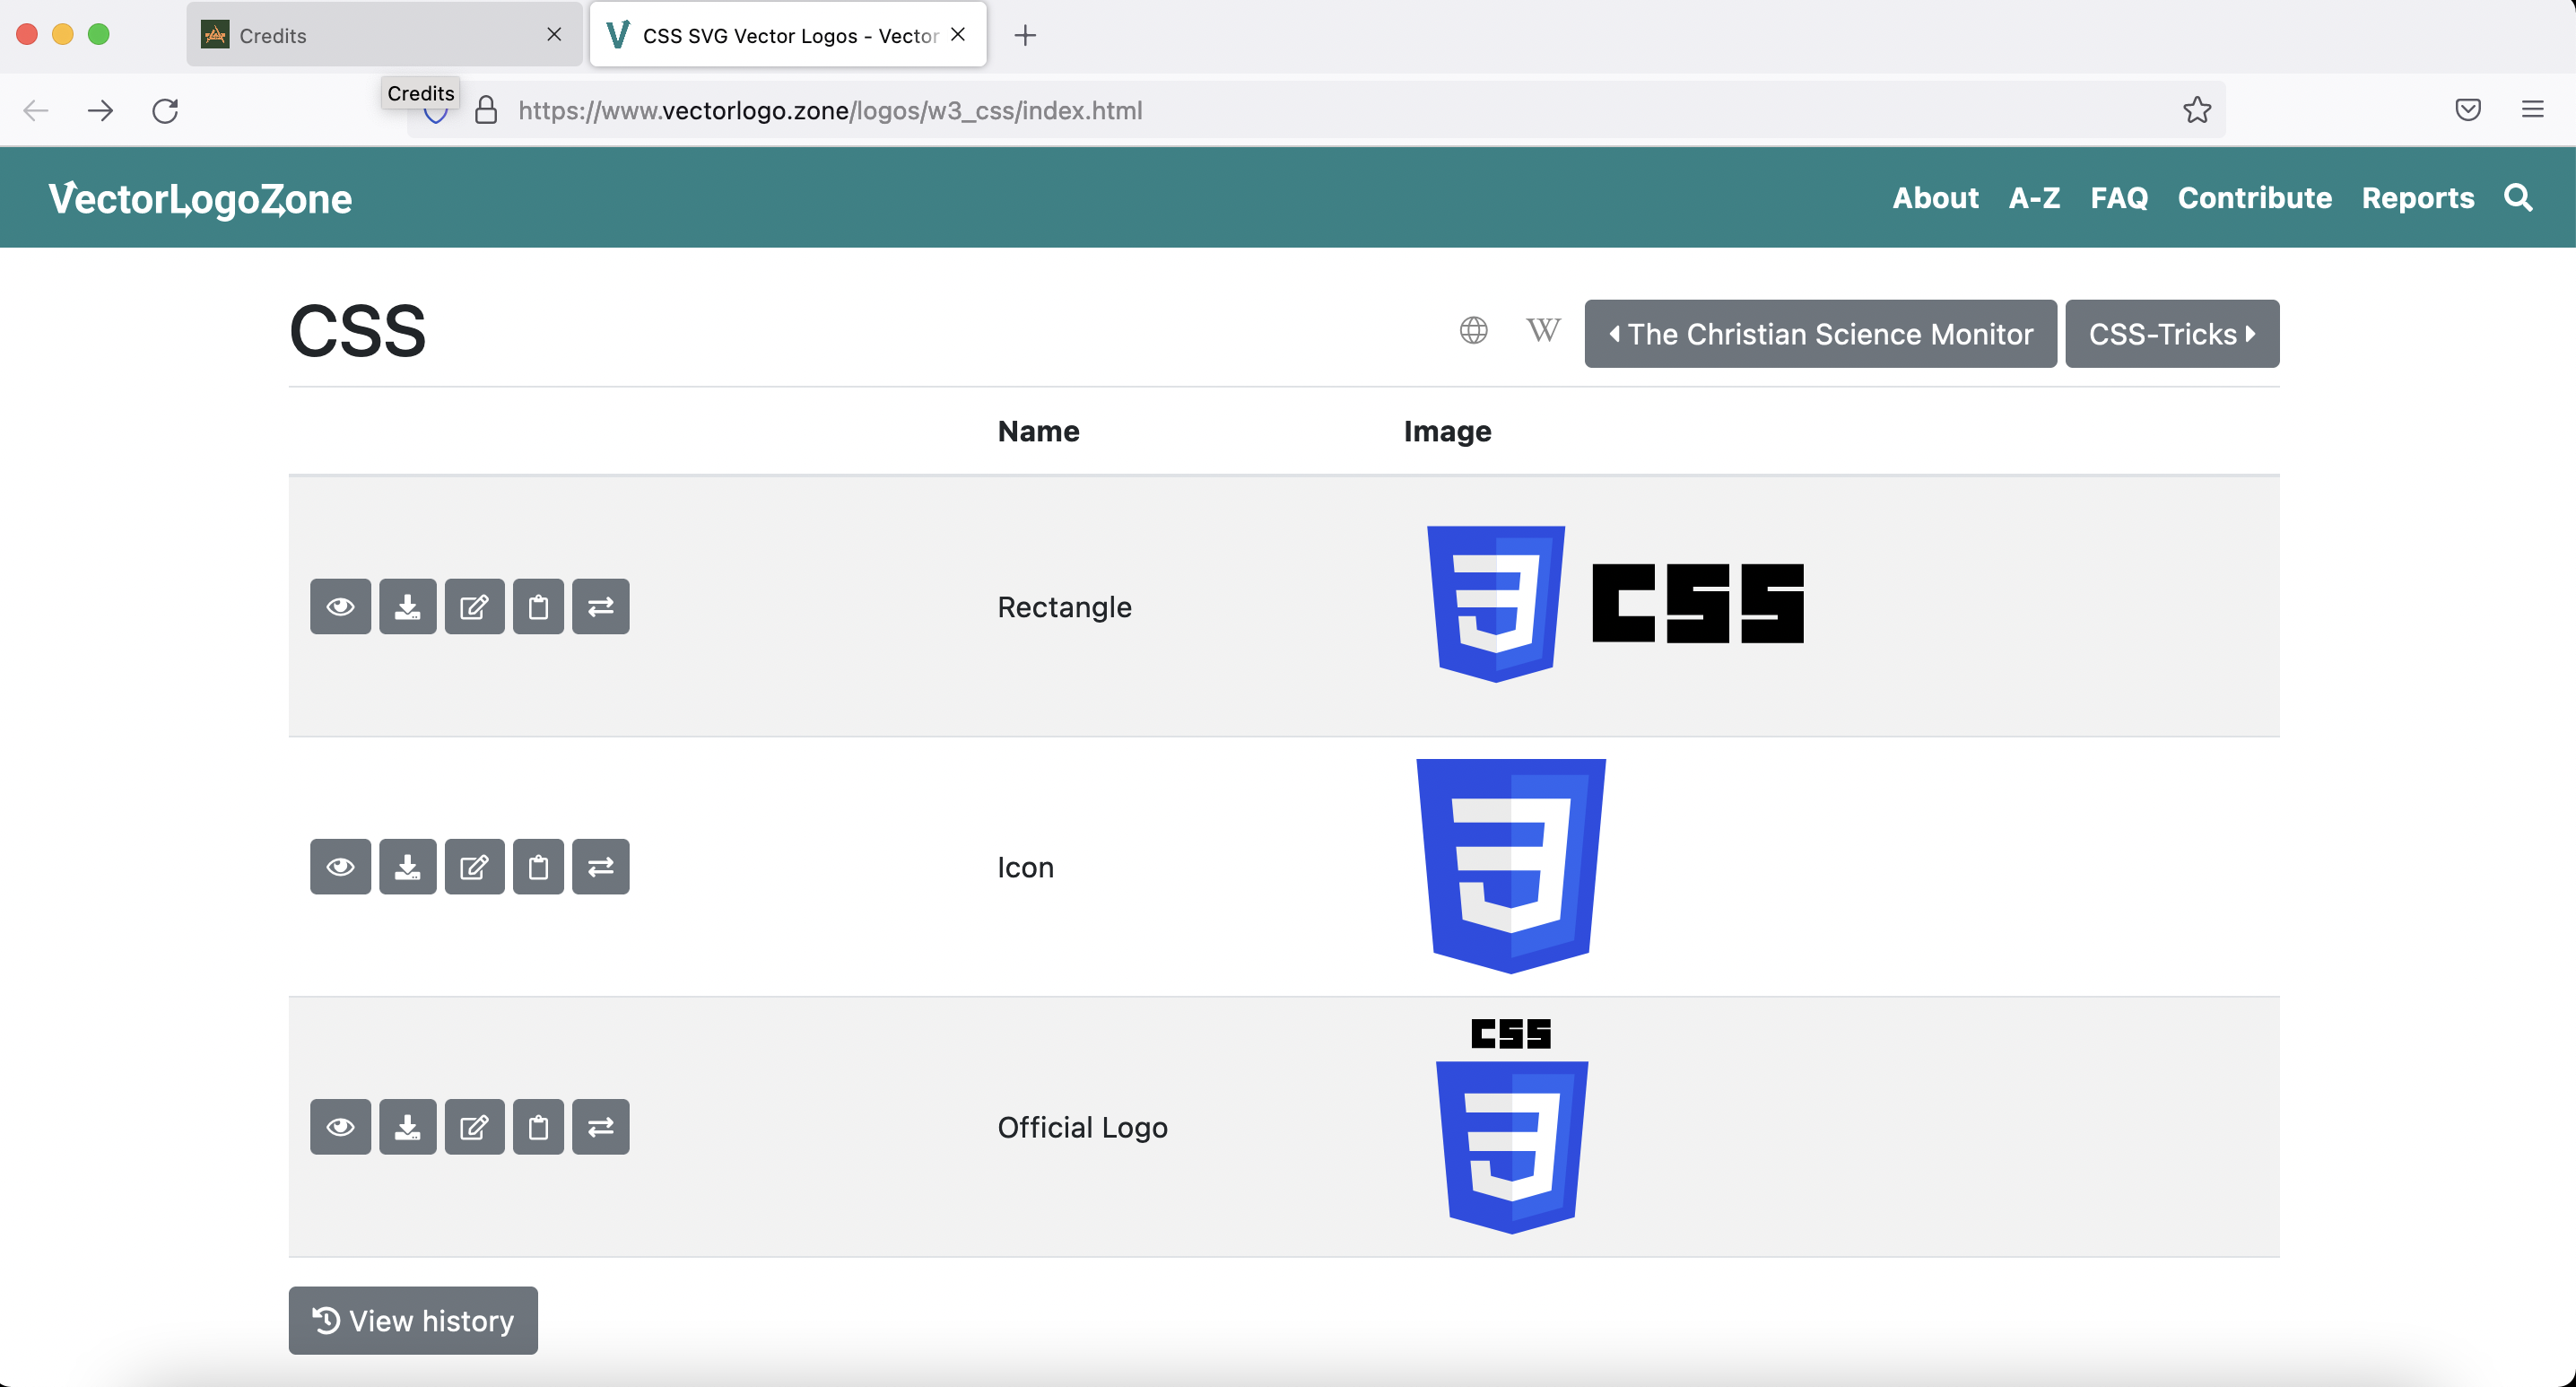 Credits
CSS SVG Vector Logos - Vector
Credits
https://www.vectorlogo.zone/logos/w3_css/index.html
VectorLogoZone
About A-Z FAQ Contribute Reports
CSS
W The Christian Science Monitor CSS-Tricks
Name Image
Rectangle
CSS
Icon
CSS
Official Logo
View history